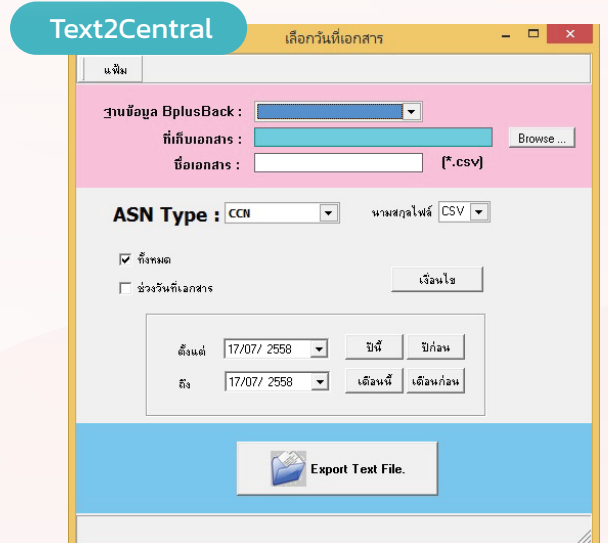 Text2Central
เลือกวันที่เอกสาร
แฟ้ม
ฐานข้อมูล BplusBack :
ที่เก็บเอกสาร : Browse ...
ชื่อเอกสาร : (*.csv)
ASN Type : CCN นามสกุลไฟล์ CSV
ทั้งหมด
ช่วงวันที่เอกสาร เงื่อนไข
ตั้งแต่ 17/07/ 2558 ปีนี้ ปีก่อน
ถึง 17/07/ 2558 เดือนนี้ เดือนก่อน
Export Text File.